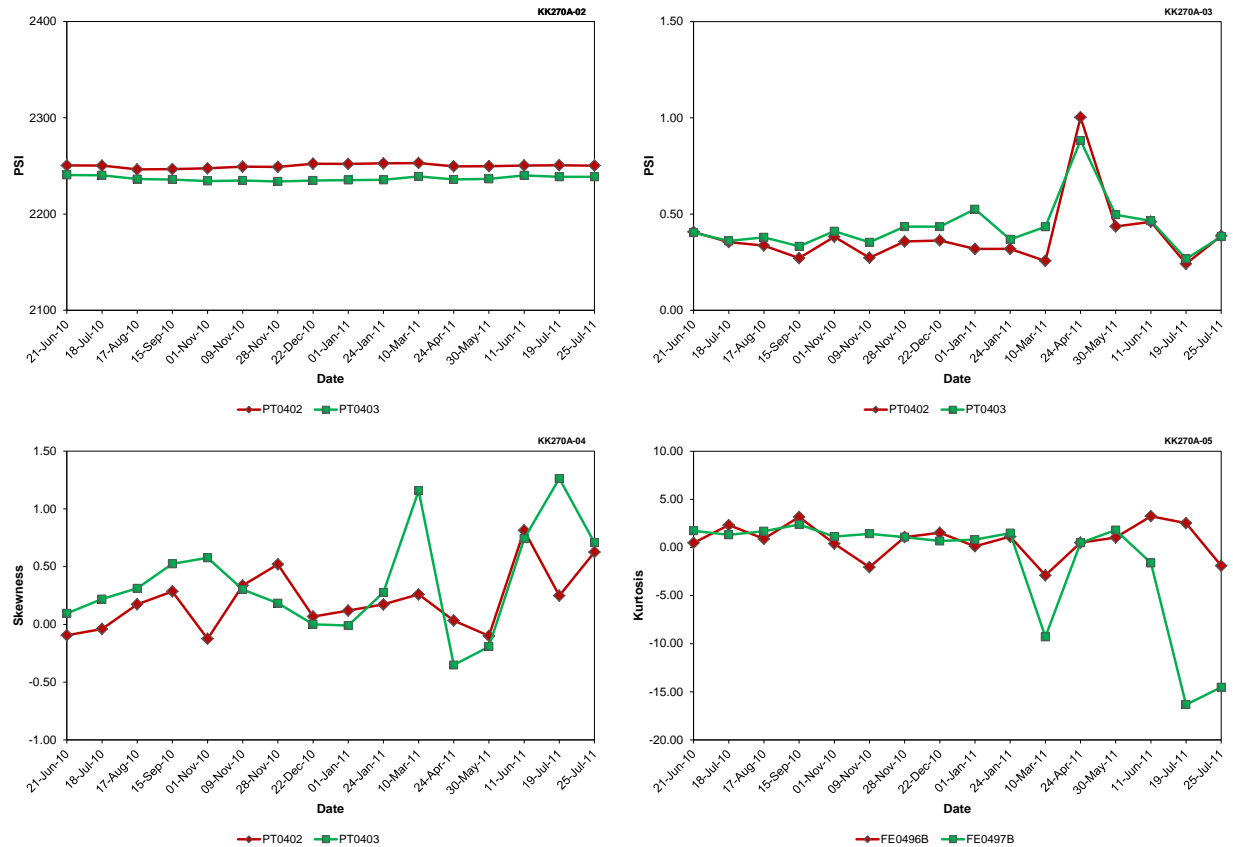 KK270A-02
2400
2300
2200
2100
PSI
21-Jun-10
18-Jul-10
17-Aug-10
15-Sep-10
01-Nov-10
09-Nov-10
28-Nov-10
22-Dec-10
01-Jan-11
24-Jan-11
10-Mar-11
24-Apr-11
30-May-11
11-Jun-11
19-Jul-11
25-Jul-11
Date
PT0402 PT0403
KK270A-03
1.50
1.00
0.50
0.00
PSI
21-Jun-10
18-Jul-10
17-Aug-10
15-Sep-10
01-Nov-10
09-Nov-10
28-Nov-10
22-Dec-10
01-Jan-11
24-Jan-11
10-Mar-11
24-Apr-11
30-May-11
11-Jun-11
19-Jul-11
25-Jul-11
Date
PT0402 PT0403
KK270A-04
1.50
1.00
0.50
0.00
-0.50
-1.00
Skewness
21-Jun-10
18-Jul-10
17-Aug-10
15-Sep-10
01-Nov-10
09-Nov-10
28-Nov-10
22-Dec-10
01-Jan-11
24-Jan-11
10-Mar-11
24-Apr-11
30-May-11
11-Jun-11
19-Jul-11
25-Jul-11
Date
PT0402 PT0403
KK270A-05
10.00
5.00
0.00
-5.00
-10.00
-15.00
-20.00
Kurtosis
21-Jun-10
18-Jul-10
17-Aug-10
15-Sep-10
01-Nov-10
09-Nov-10
28-Nov-10
22-Dec-10
01-Jan-11
24-Jan-11
10-Mar-11
24-Apr-11
30-May-11
11-Jun-11
19-Jul-11
25-Jul-11
Date
FE0496B FE0497B